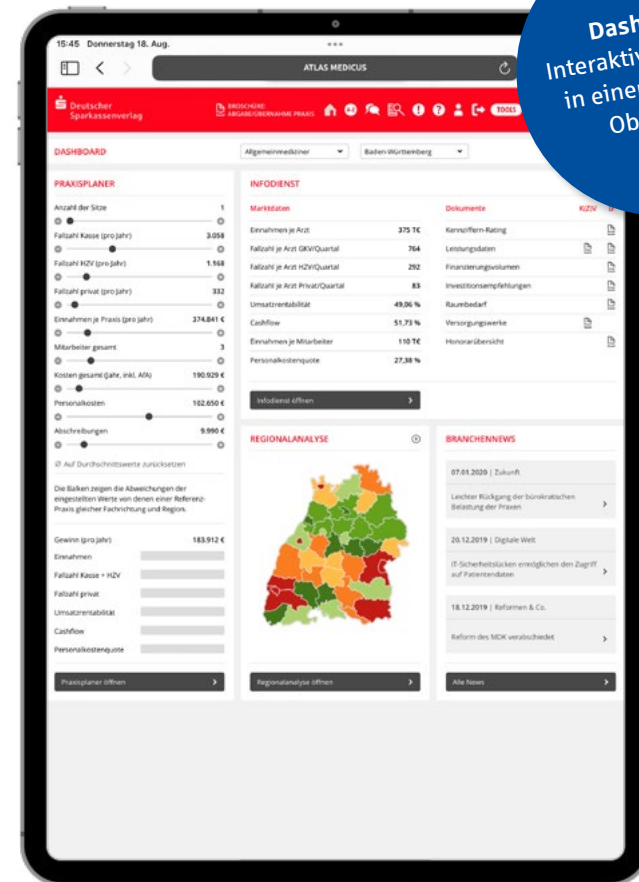 15:45 Donnerstag 18. Aug.
ATLAS MEDICUS
Dash
Interaktiv
in einer
Ob
Deutscher
Sparkassenverlag
BROSCHÜRE:
ABGABE/ÜBERNAHME PRAXIS
TOOLS
DASHBOARD
Allgemeinmediziner
Baden-Württemberg
PRAXISPLANER
Anzahl der Sitze 1
Fallzahl Kasse (pro Jahr) 3.058
Fallzahl HZV (pro Jahr) 1.168
Fallzahl privat (pro Jahr) 332
Einnahmen je Praxis (pro Jahr) 374.841 €
Mitarbeiter gesamt 3
Kosten gesamt (Jahr, inkl. AfA) 190.929 €
Personalkosten 102.650 €
Abschreibungen 9.990 €
Auf Durchschnittswerte zurücksetzen
Die Balken zeigen die Abweichungen der
eingestellten Werte von denen einer Referenz-
Praxis gleicher Fachrichtung und Region.
Gewinn (pro Jahr) 183.912 €
Einnahmen
Fallzahl Kasse + HZV
Fallzahl privat
Umsatzrentabilität
Cashflow
Personalkostenquote
Praxisplaner öffnen
INFODIENST
Marktdaten
Einnahmen je Arzt 375 T€
Fallzahl je Arzt GKV/Quartal 764
Fallzahl je Arzt HZV/Quartal 292
Fallzahl je Arzt Privat/Quartal 83
Umsatzrentabilität 49,06 %
Cashflow 51,73 %
Einnahmen je Mitarbeiter 110 T€
Personalkostenquote 27,38 %
Infodienst öffnen
Dokumente K(Z)V
Kennziffern-Rating
Leistungsdaten
Finanzierungsvolumen
Investitionsempfehlungen
Raumbedarf
Versorgungswerke
Honorarübersicht
REGIONALANALYSE
Regionalanalyse öffnen
BRANCHENNEWS
07.01.2020 | Zukunft
Leichter Rückgang der bürokratischen
Belastung der Praxen
20.12.2019 | Digitale Welt
IT-Sicherheitslücken ermöglichen den Zugriff
auf Patientendaten
18.12.2019 | Reformen & Co.
Reform des MDK verabschiedet
Alle News